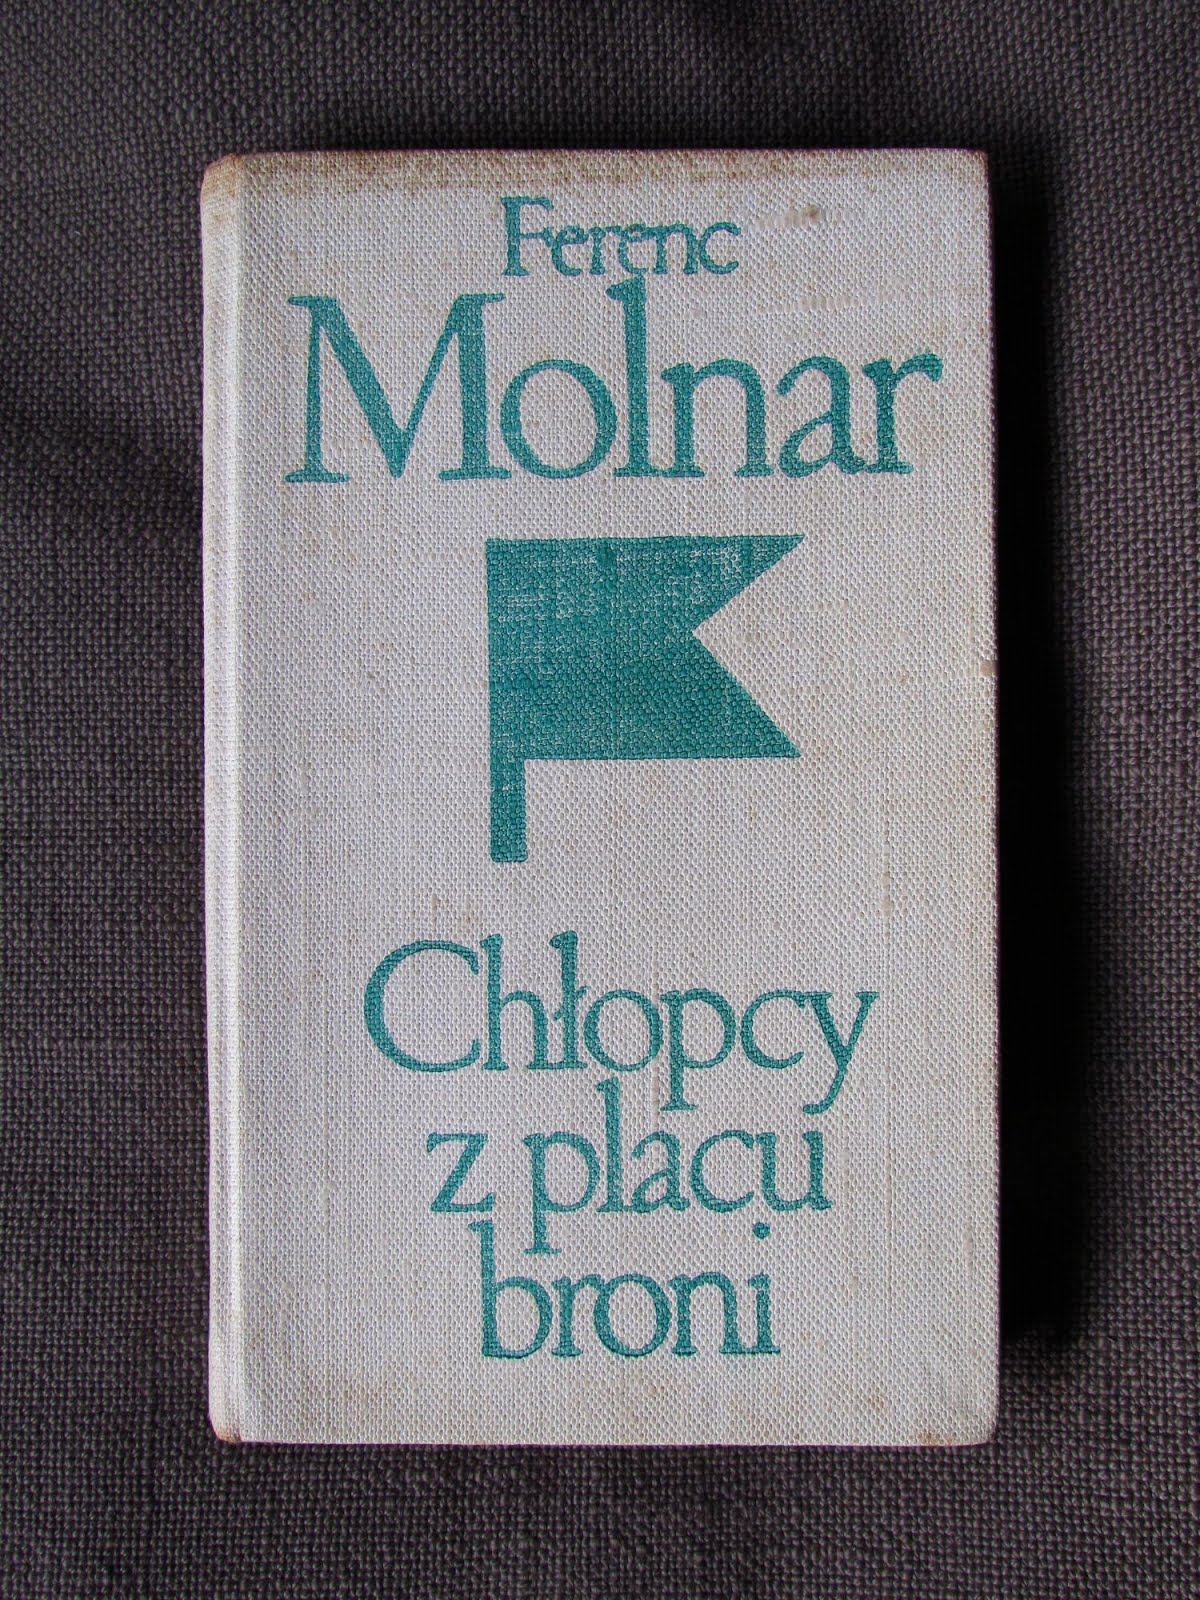 Ferenc
Molnar
Chłopcy
z placu
broni